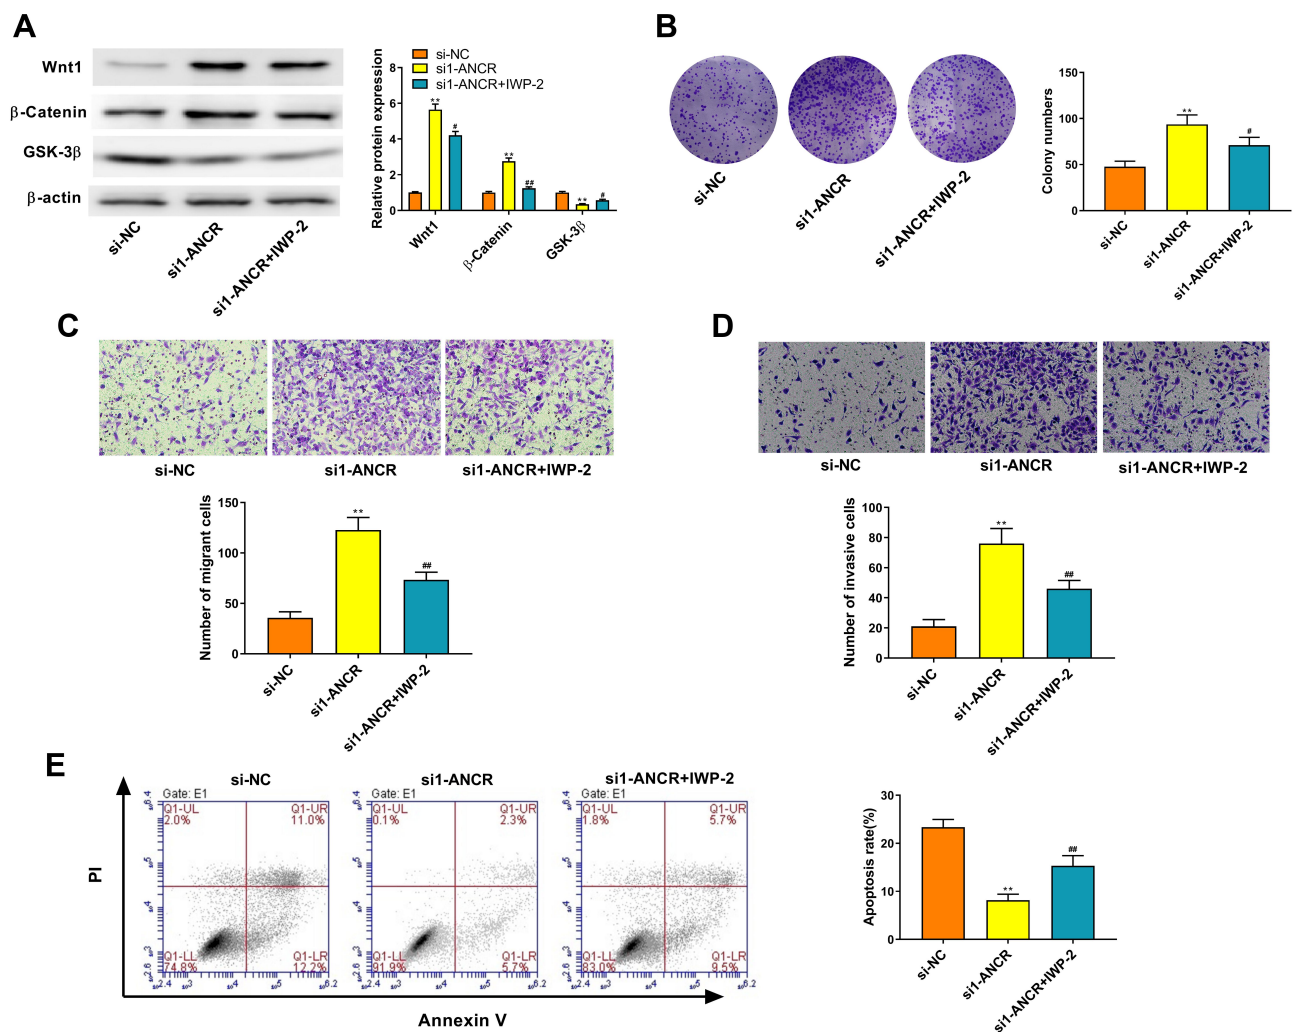 A
Wnt1
β-Catenin
GSK-3β
β-actin
si-NC
si1-ANCR
si1-ANCR+IWP-2
si-NC
si1-ANCR
si1-ANCR+IWP-2
Relative protein expression
8
6
4
2
0
**
#
**
##
**
#
Wnt1
β-Catenin
GSK-3β
B
si-NC
si1-ANCR
si1-ANCR+IWP-2
Colony numbers
150
100
50
0
**
#
si-NC
si1-ANCR
si1-ANCR+IWP-2
C
si-NC
si1-ANCR
si1-ANCR+IWP-2
Number of migrant cells
150
100
50
0
**
##
si-NC
si1-ANCR
si1-ANCR+IWP-2
D
si-NC
si1-ANCR
si1-ANCR+IWP-2
Number of invasive cells
100
80
60
40
20
0
**
##
si-NC
si1-ANCR
si1-ANCR+IWP-2
E
PI
Annexin V
si-NC
Gate: E1
Q1-UL
2.0%
Q1-UR
11.0%
Q1-LL
74.8%
Q1-LR
12.2%
si1-ANCR
Gate: E1
Q1-UL
0.1%
Q1-UR
2.3%
Q1-LL
91.9%
Q1-LR
5.7%
si1-ANCR+IWP-2
Gate: E1
Q1-UL
1.8%
Q1-UR
5.7%
Q1-LL
83.0%
Q1-LR
9.5%
Apoptosis rate(%)
30
20
10
0
**
##
si-NC
si1-ANCR
si1-ANCR+IWP-2